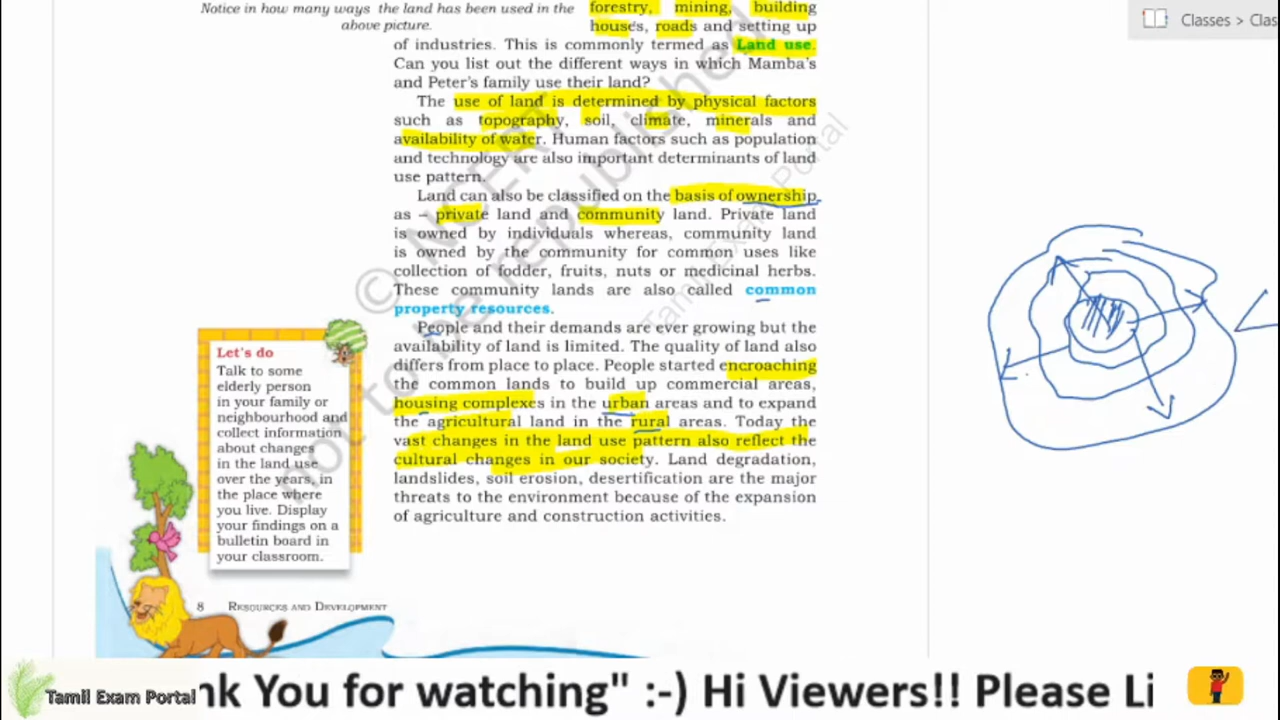 Notice in how many ways the land has been used in the
above picture.
forestry, mining, building
houses, roads and setting up
of industries. This is commonly termed as Land use.
Can you list out the different ways in which Mamba's
and Peter's family use their land?
The use of land is determined by physical factors
such as topography, soil, climate, minerals and
availability of water. Human factors such as population
and technology are also important determinants of land
use pattern.
Land can also be classified on the basis of ownership
as – private land and community land. Private land
is owned by individuals whereas, community land
is owned by the community for common uses like
collection of fodder, fruits, nuts or medicinal herbs.
These community lands are also called common
property resources.
People and their demands are ever growing but the
availability of land is limited. The quality of land also
differs from place to place. People started encroaching
the common lands to build up commercial areas,
housing complexes in the urban areas and to expand
the agricultural land in the rural areas. Today the
vast changes in the land use pattern also reflect the
cultural changes in our society. Land degradation,
landslides, soil erosion, desertification are the major
threats to the environment because of the expansion
of agriculture and construction activities.
Let's do
Talk to some
elderly person
in your family or
neighbourhood and
collect information
about changes
in the land use
over the years, in
the place where
you live. Display
your findings on a
bulletin board in
your classroom.
8 Resources and Development
© NCERT
not to be republished
Tamil Exam Portal
Classes > Clas
Tamil Exam Portal
nk You for watching" :-) Hi Viewers!! Please Li